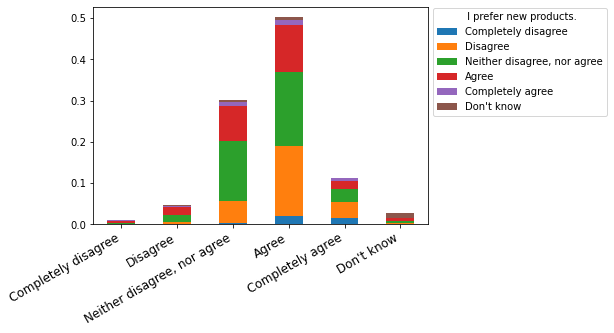 0.5
0.4
0.3
0.2
0.1
0.0
Completely disagree
Disagree
Neither disagree, nor agree
Agree
Completely agree
Don't know
I prefer new products.
Completely disagree
Disagree
Neither disagree, nor agree
Agree
Completely agree
Don't know